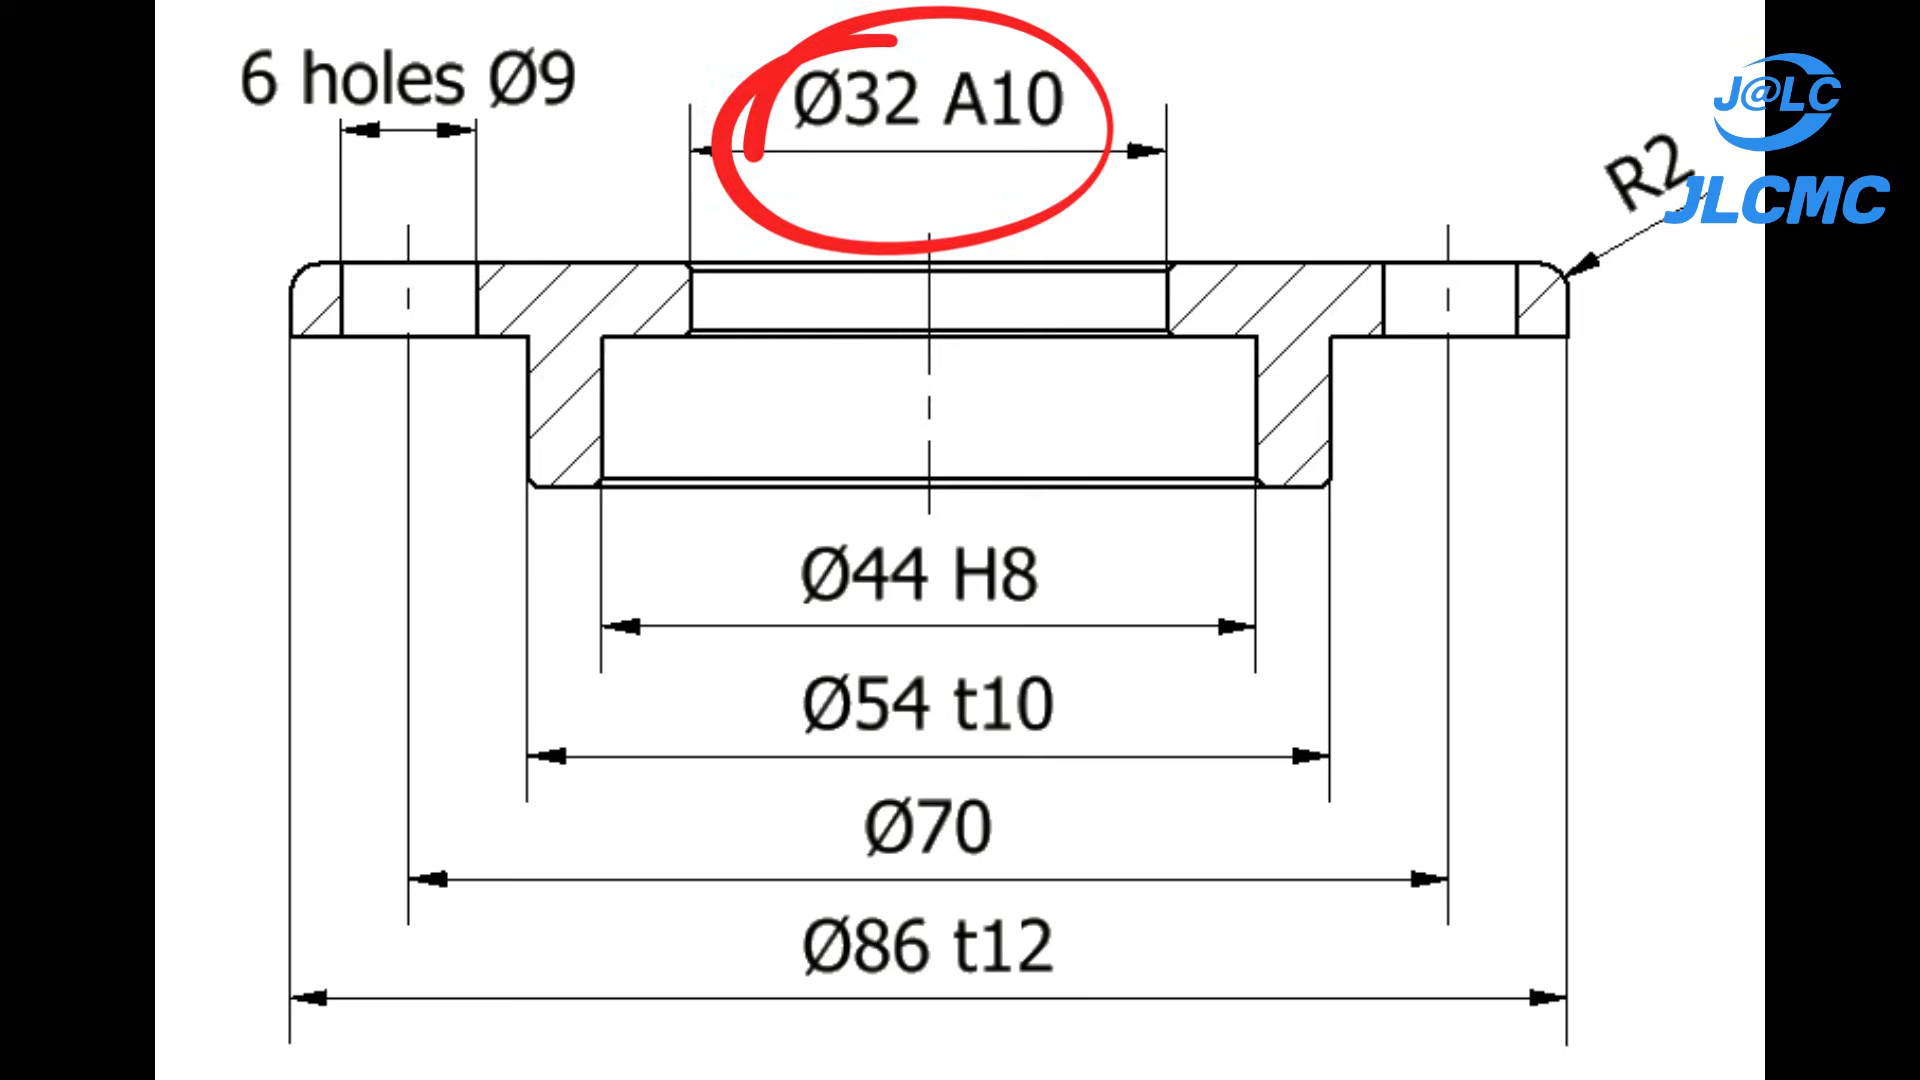 6 holes Ø9
Ø32 A10
R2
J@LC
JLCMC
Ø44 H8
Ø54 t10
Ø70
Ø86 t12